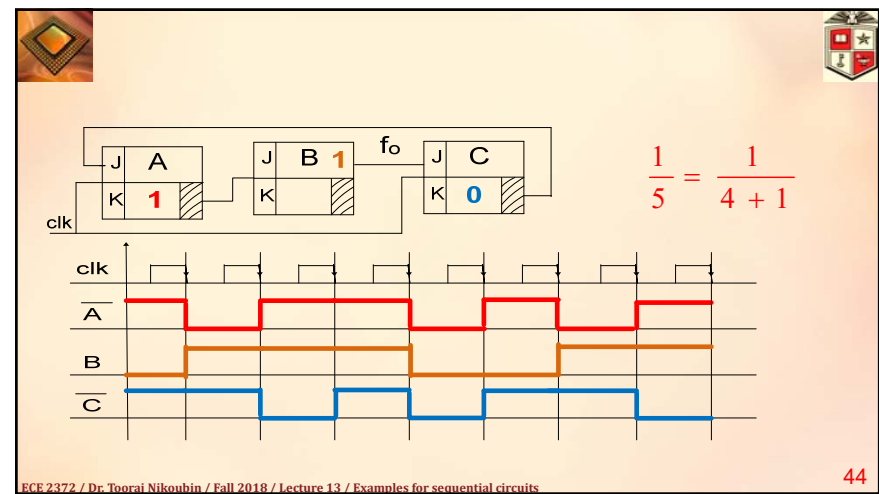 J A
K 1
J B 1
K
fo
J C
K 0
clk
1/5 = 1/(4 + 1)
clk
A̅
B
C̅
ECE 2372 / Dr. Tooraj Nikoubin / Fall 2018 / Lecture 13 / Examples for sequential circuits
44